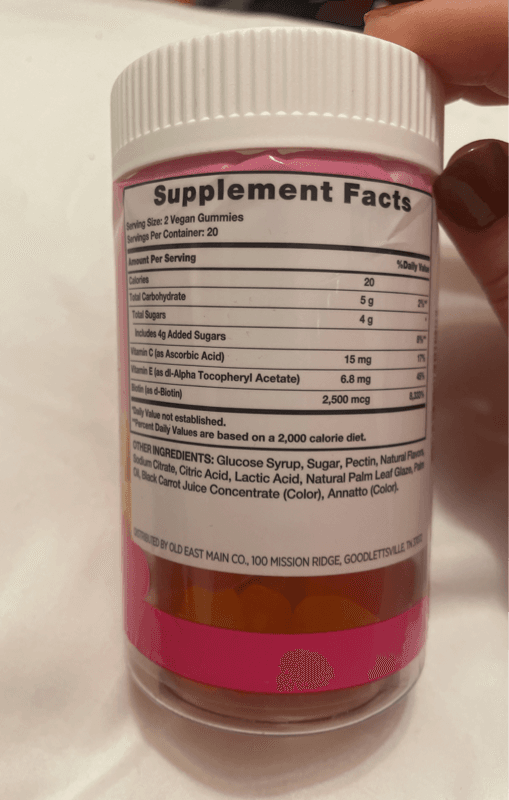 Supplement Facts
Serving Size: 2 Vegan Gummies
Servings Per Container: 20
Amount Per Serving %Daily Value
Calories 20
Total Carbohydrate 5 g 2%**
Total Sugars 4 g *
Includes 4g Added Sugars 8%**
Vitamin C (as Ascorbic Acid) 15 mg 17%
Vitamin E (as dl-Alpha Tocopheryl Acetate) 6.8 mg 45%
Biotin (as d-Biotin) 2,500 mcg 8,333%
*Daily Value not established.
**Percent Daily Values are based on a 2,000 calorie diet.
OTHER INGREDIENTS: Glucose Syrup, Sugar, Pectin, Natural Flavors,
Sodium Citrate, Citric Acid, Lactic Acid, Natural Palm Leaf Glaze, Palm
Oil, Black Carrot Juice Concentrate (Color), Annatto (Color).
DISTRIBUTED BY OLD EAST MAIN CO., 100 MISSION RIDGE, GOODLETTSVILLE, TN